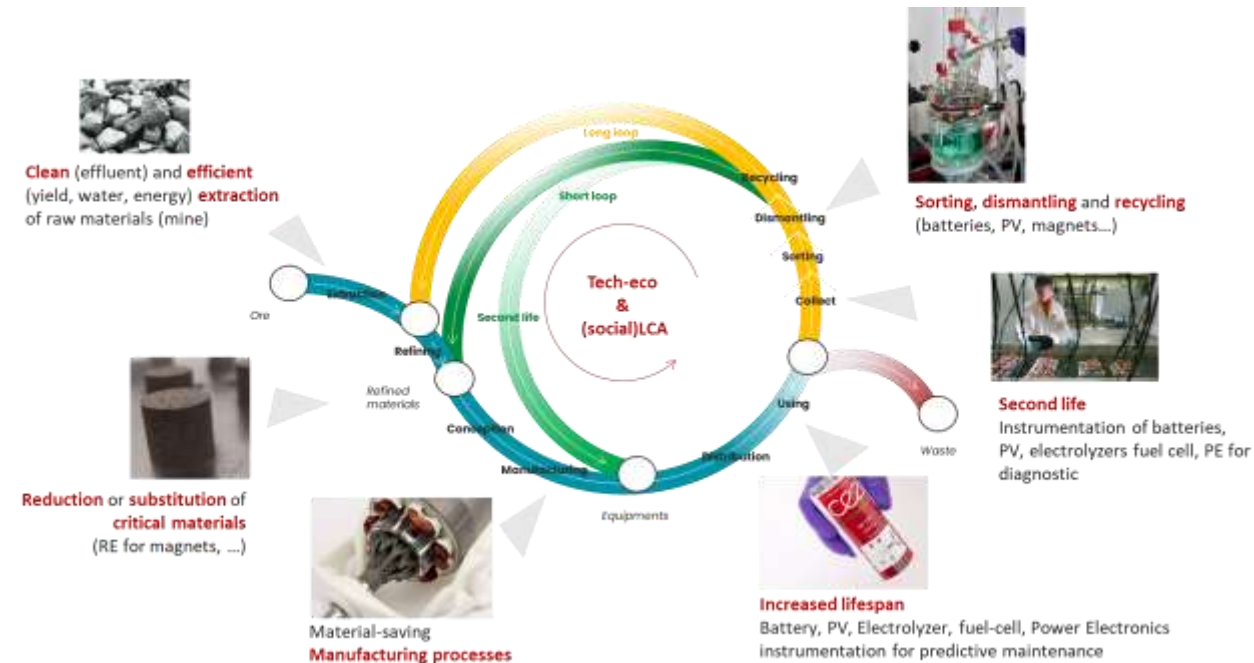 Long loop
Recycling
Short loop
Dismantling
Sorting
Collect
Clean (effluent) and efficient
(yield, water, energy) extraction
of raw materials (mine)
Sorting, dismantling and recycling
(batteries, PV, magnets...)
Tech-eco
&
(social)LCA
Extraction
Ore
Second life
Refining
Refined
materials
Conception
Manufacturing
Equipments
Distribution
Using
Waste
Second life
Instrumentation of batteries,
PV, electrolyzers fuel cell, PE for
diagnostic
Reduction or substitution of
critical materials
(RE for magnets, ...)
Material-saving
Manufacturing processes
cea
Increased lifespan
Battery, PV, Electrolyzer, fuel-cell, Power Electronics
instrumentation for predictive maintenance